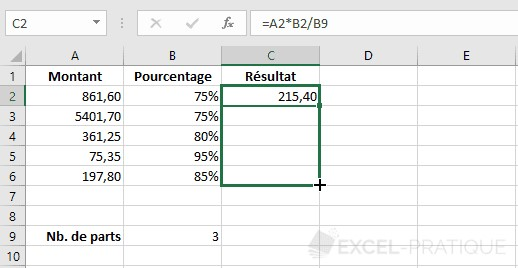 C2 fx =A2*B2/B9
A B C D E
1 Montant Pourcentage Résultat
2 861,60 75% 215,40
3 5401,70 75%
4 361,25 80%
5 75,35 95%
6 197,80 85%
7
8
9 Nb. de parts 3
10
EXCEL-PRATIQUE